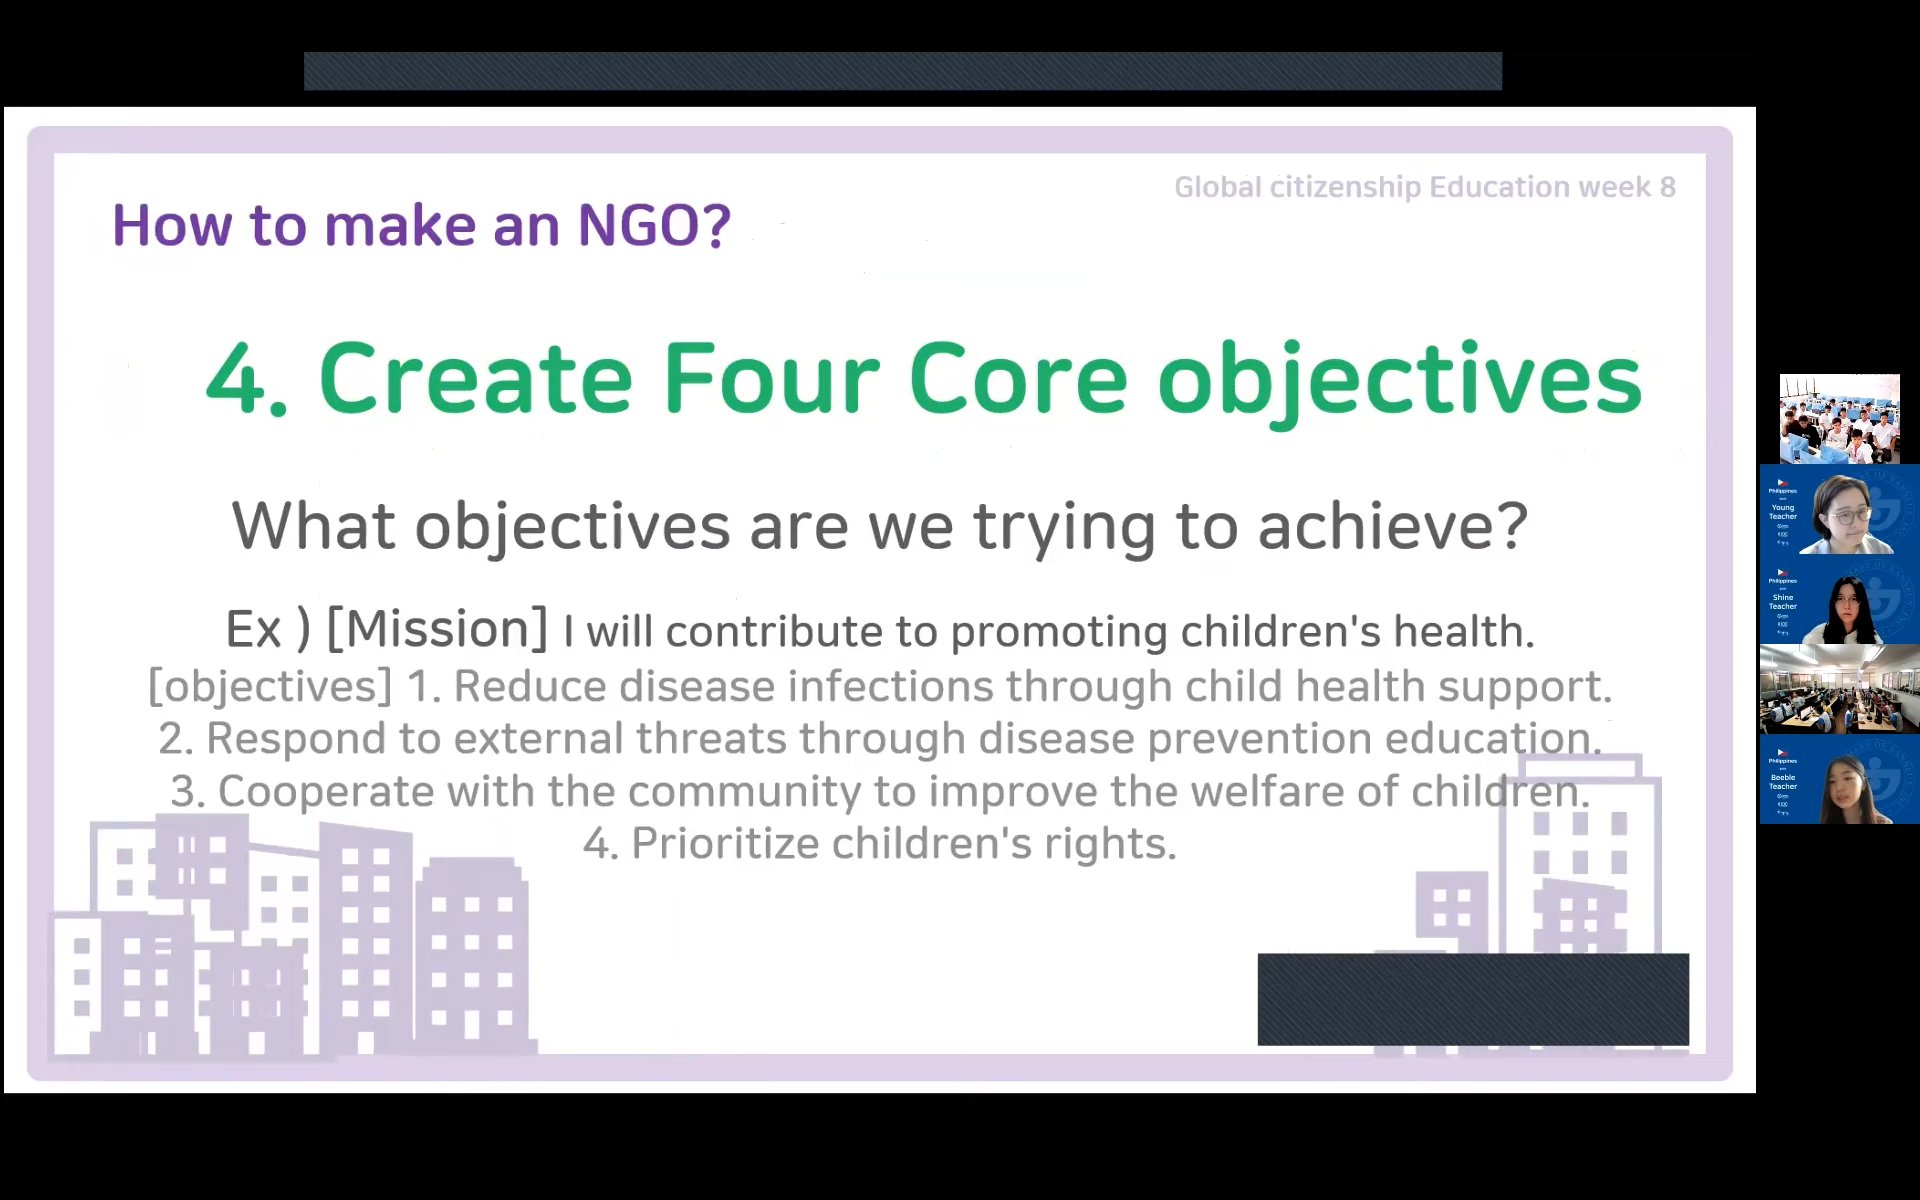 Global citizenship Education week 8
How to make an NGO?
4. Create Four Core objectives
What objectives are we trying to achieve?
Ex ) [Mission] I will contribute to promoting children's health.
[objectives] 1. Reduce disease infections through child health support.
2. Respond to external threats through disease prevention education.
3. Cooperate with the community to improve the welfare of children.
4. Prioritize children's rights.
Philippines
Young
Teacher
Philippines
Shine
Teacher
Philippines
Beeble
Teacher